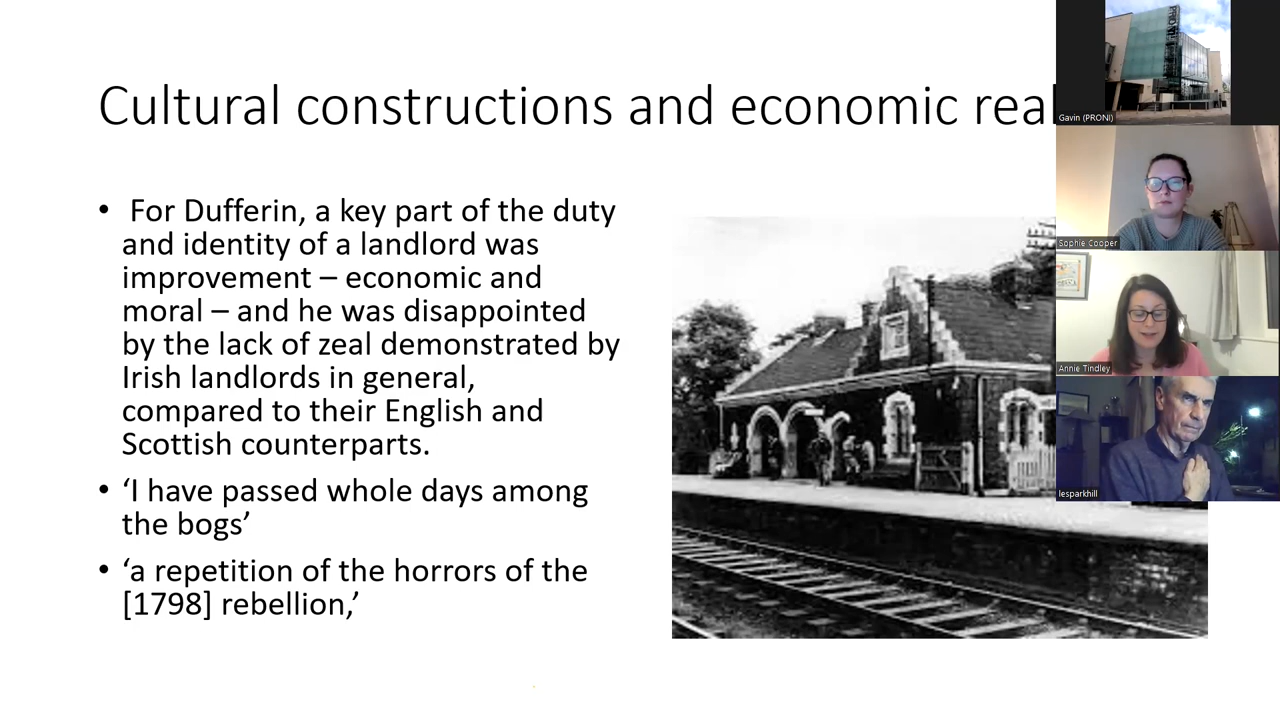 Cultural constructions and economic real
• For Dufferin, a key part of the duty
and identity of a landlord was
improvement – economic and
moral – and he was disappointed
by the lack of zeal demonstrated by
Irish landlords in general,
compared to their English and
Scottish counterparts.
• ‘I have passed whole days among
the bogs’
• ‘a repetition of the horrors of the
[1798] rebellion,’
Gavin (PRONI)
Sophie Cooper
Annie Tindley
lesparkhill